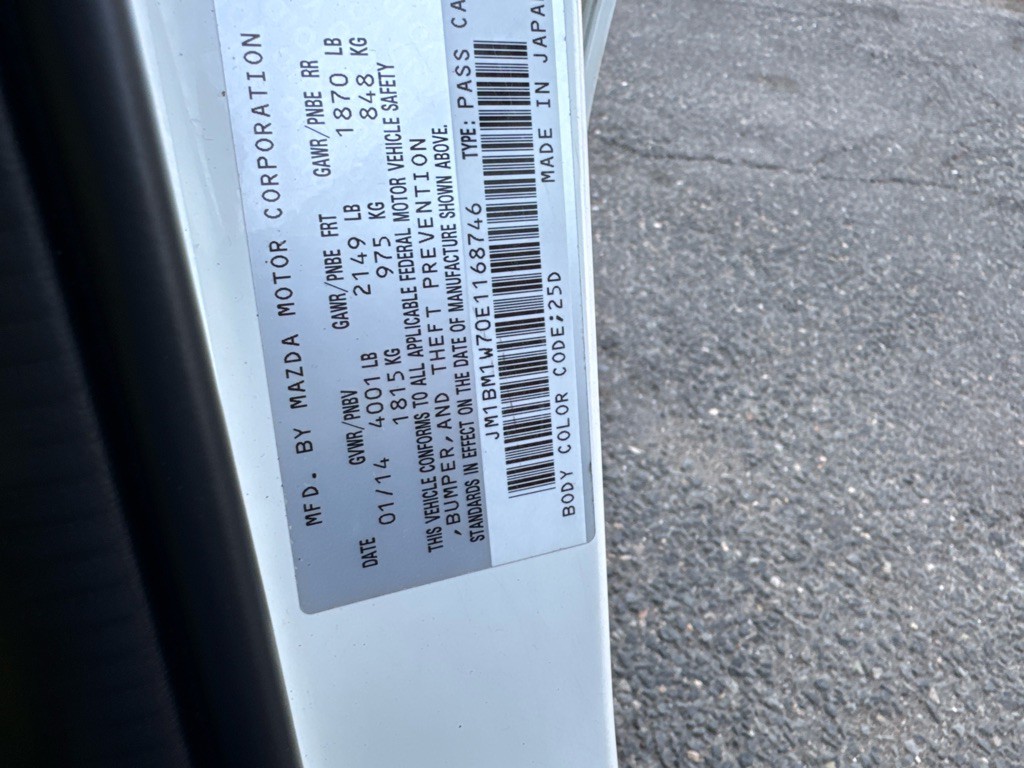 MFD. BY MAZDA MOTOR CORPORATION
DATE GVWR/PNBV GAWR/PNBE FRT GAWR/PNBE RR
01/14 4001 LB 2149 LB 1870 LB
1815 KG 975 KG 848 KG
THIS VEHICLE CONFORMS TO ALL APPLICABLE FEDERAL MOTOR VEHICLE SAFETY
,BUMPER,AND THEFT PREVENTION
STANDARDS IN EFFECT ON THE DATE OF MANUFACTURE SHOWN ABOVE.
JM1BM1W70E1168746 TYPE: PASS CA
BODY COLOR CODE;25D MADE IN JAPAN